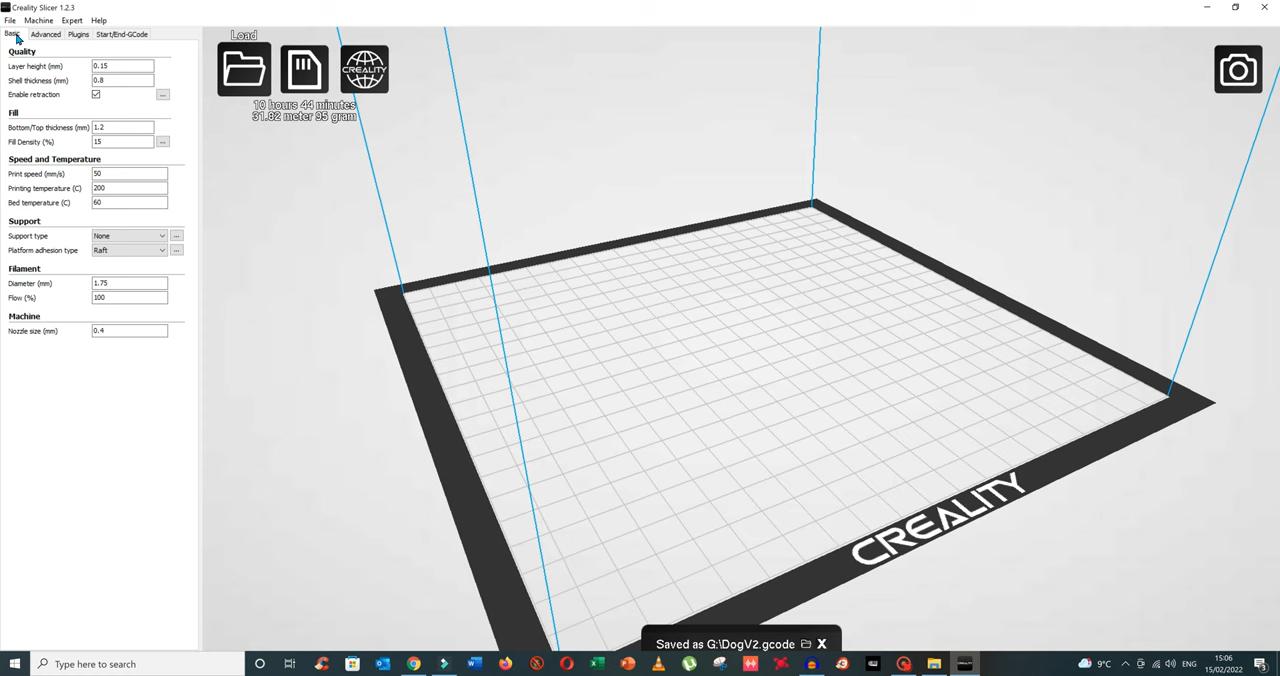 Creality Slicer 1.2.3
File Machine Expert Help
Basic Advanced Plugins Start/End-GCode
Quality
Layer height (mm) 0.15
Shell thickness (mm) 0.8
Enable retraction ...
Fill
Bottom/Top thickness (mm) 1.2
Fill Density (%) 15 ...
Speed and Temperature
Print speed (mm/s) 50
Printing temperature (C) 200
Bed temperature (C) 60
Support
Support type None ...
Platform adhesion type Raft ...
Filament
Diameter (mm) 1.75
Flow (%) 100
Machine
Nozzle size (mm) 0.4
Load
CREALITY
10 hours 44 minutes
31.82 meter 95 gram
CREALITY
Saved as G:\DogV2.gcode X
Type here to search
9°C ENG
15:06
15/02/2022
3